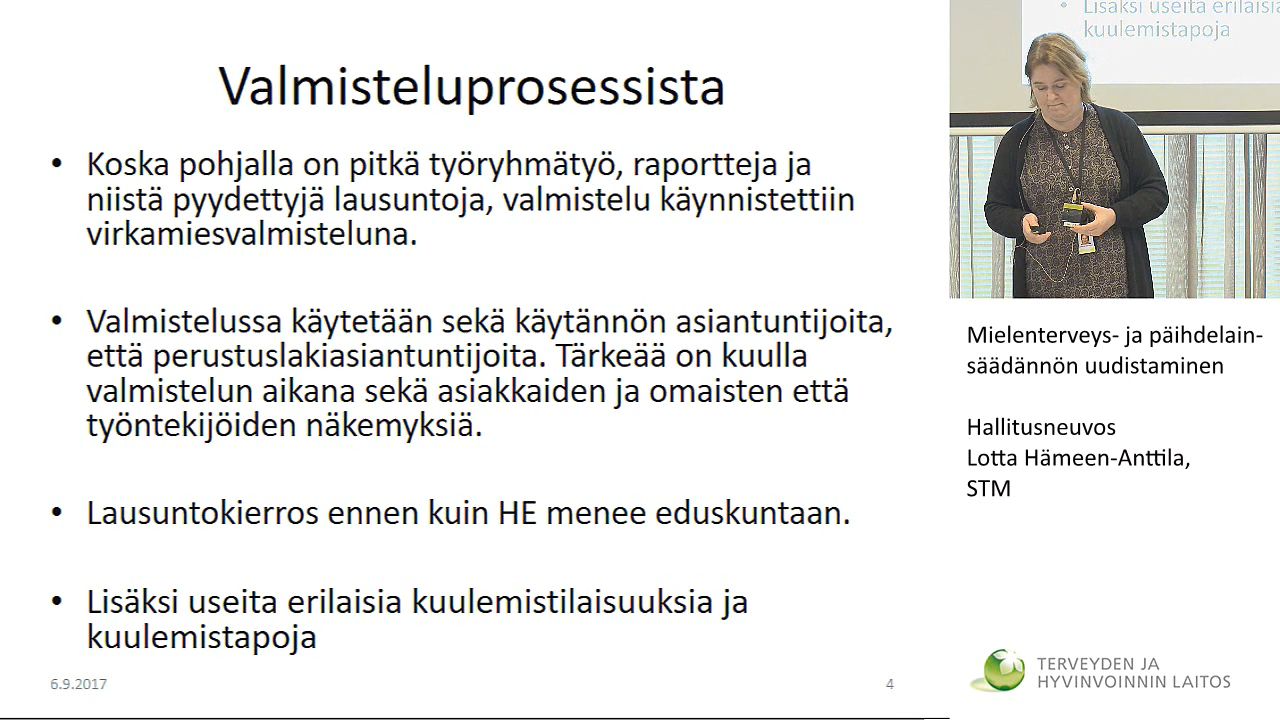 Valmisteluprosessista
• Koska pohjalla on pitkä työryhmätyö, raportteja ja
niistä pyydettyjä lausuntoja, valmistelu käynnistettiin
virkamiesvalmisteluna.
• Valmistelussa käytetään sekä käytännön asiantuntijoita,
että perustuslakiasiantuntijoita. Tärkeää on kuulla
valmistelun aikana sekä asiakkaiden ja omaisten että
työntekijöiden näkemyksiä.
• Lausuntokierros ennen kuin HE menee eduskuntaan.
• Lisäksi useita erilaisia kuulemistilaisuuksia ja
kuulemistapoja
6.9.2017
4
• Lisäksi useita erilaisia
kuulemistapoja
Mielenterveys- ja päihdelain-
säädännön uudistaminen
Hallitusneuvos
Lotta Hämeen-Anttila,
STM
TERVEYDEN JA
HYVINVOINNIN LAITOS